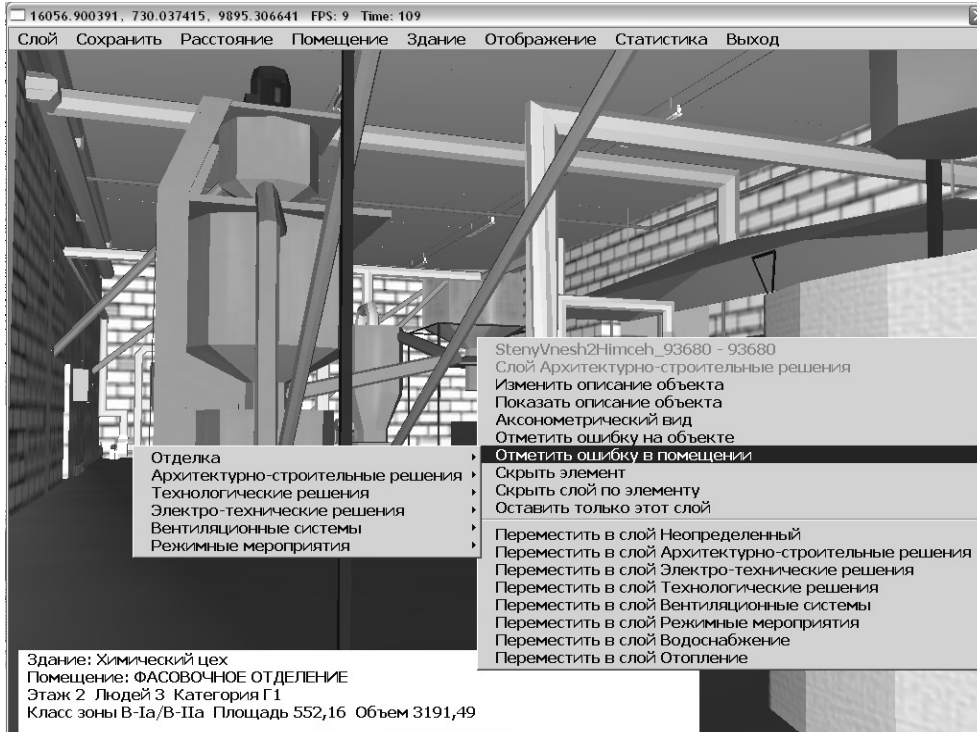 16056.900391, 730.037415, 9895.306641 FPS: 9 Time: 109
Слой Сохранить Расстояние Помещение Здание Отображение Статистика Выход
StenyVnesh2Himceh_93680 - 93680
Слой Архитектурно-строительные решения
Изменить описание объекта
Показать описание объекта
Аксонометрический вид
Отметить ошибку на объекте
Отметить ошибку в помещении
Скрыть элемент
Скрыть слой по элементу
Оставить только этот слой
Переместить в слой Неопределенный
Переместить в слой Архитектурно-строительные решения
Переместить в слой Электро-технические решения
Переместить в слой Технологические решения
Переместить в слой Вентиляционные системы
Переместить в слой Режимные мероприятия
Переместить в слой Водоснабжение
Переместить в слой Отопление
Отделка
Архитектурно-строительные решения
Технологические решения
Электро-технические решения
Вентиляционные системы
Режимные мероприятия
Здание: Химический цех
Помещение: ФАСОВОЧНОЕ ОТДЕЛЕНИЕ
Этаж 2 Людей 3 Категория Г1
Класс зоны В-Iа/В-IIа Площадь 552,16 Объем 3191,49